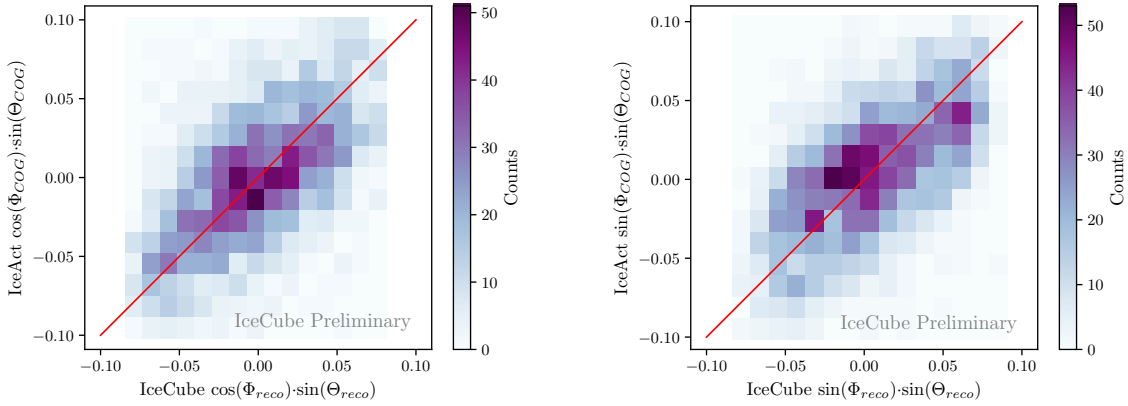 0.10
0.05
0.00
−0.05
−0.10
IceAct cos(Φ_COG)·sin(Θ_COG)
IceCube Preliminary
−0.10 −0.05 0.00 0.05 0.10
IceCube cos(Φ_reco)·sin(Θ_reco)
50
40
30
20
10
0
Counts
0.10
0.05
0.00
−0.05
−0.10
IceAct sin(Φ_COG)·sin(Θ_COG)
IceCube Preliminary
−0.10 −0.05 0.00 0.05 0.10
IceCube sin(Φ_reco)·sin(Θ_reco)
50
40
30
20
10
0
Counts